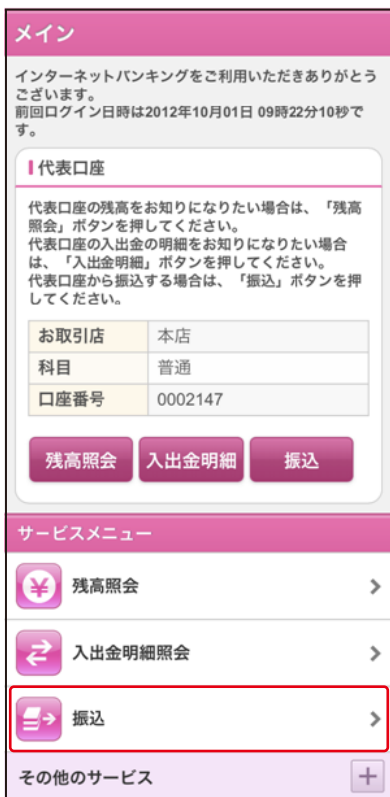 メイン
インターネットバンキングをご利用いただきありがとう
ございます。
前回ログイン日時は2012年10月01日 09時22分10秒で
す。
代表口座
代表口座の残高をお知りになりたい場合は、「残高
照会」ボタンを押してください。
代表口座の入出金の明細をお知りになりたい場合
は、「入出金明細」ボタンを押してください。
代表口座から振込する場合は、「振込」ボタンを押
してください。
お取引店 本店
科目 普通
口座番号 0002147
残高照会 入出金明細 振込
サービスメニュー
¥ 残高照会
入出金明細照会
振込
その他のサービス +